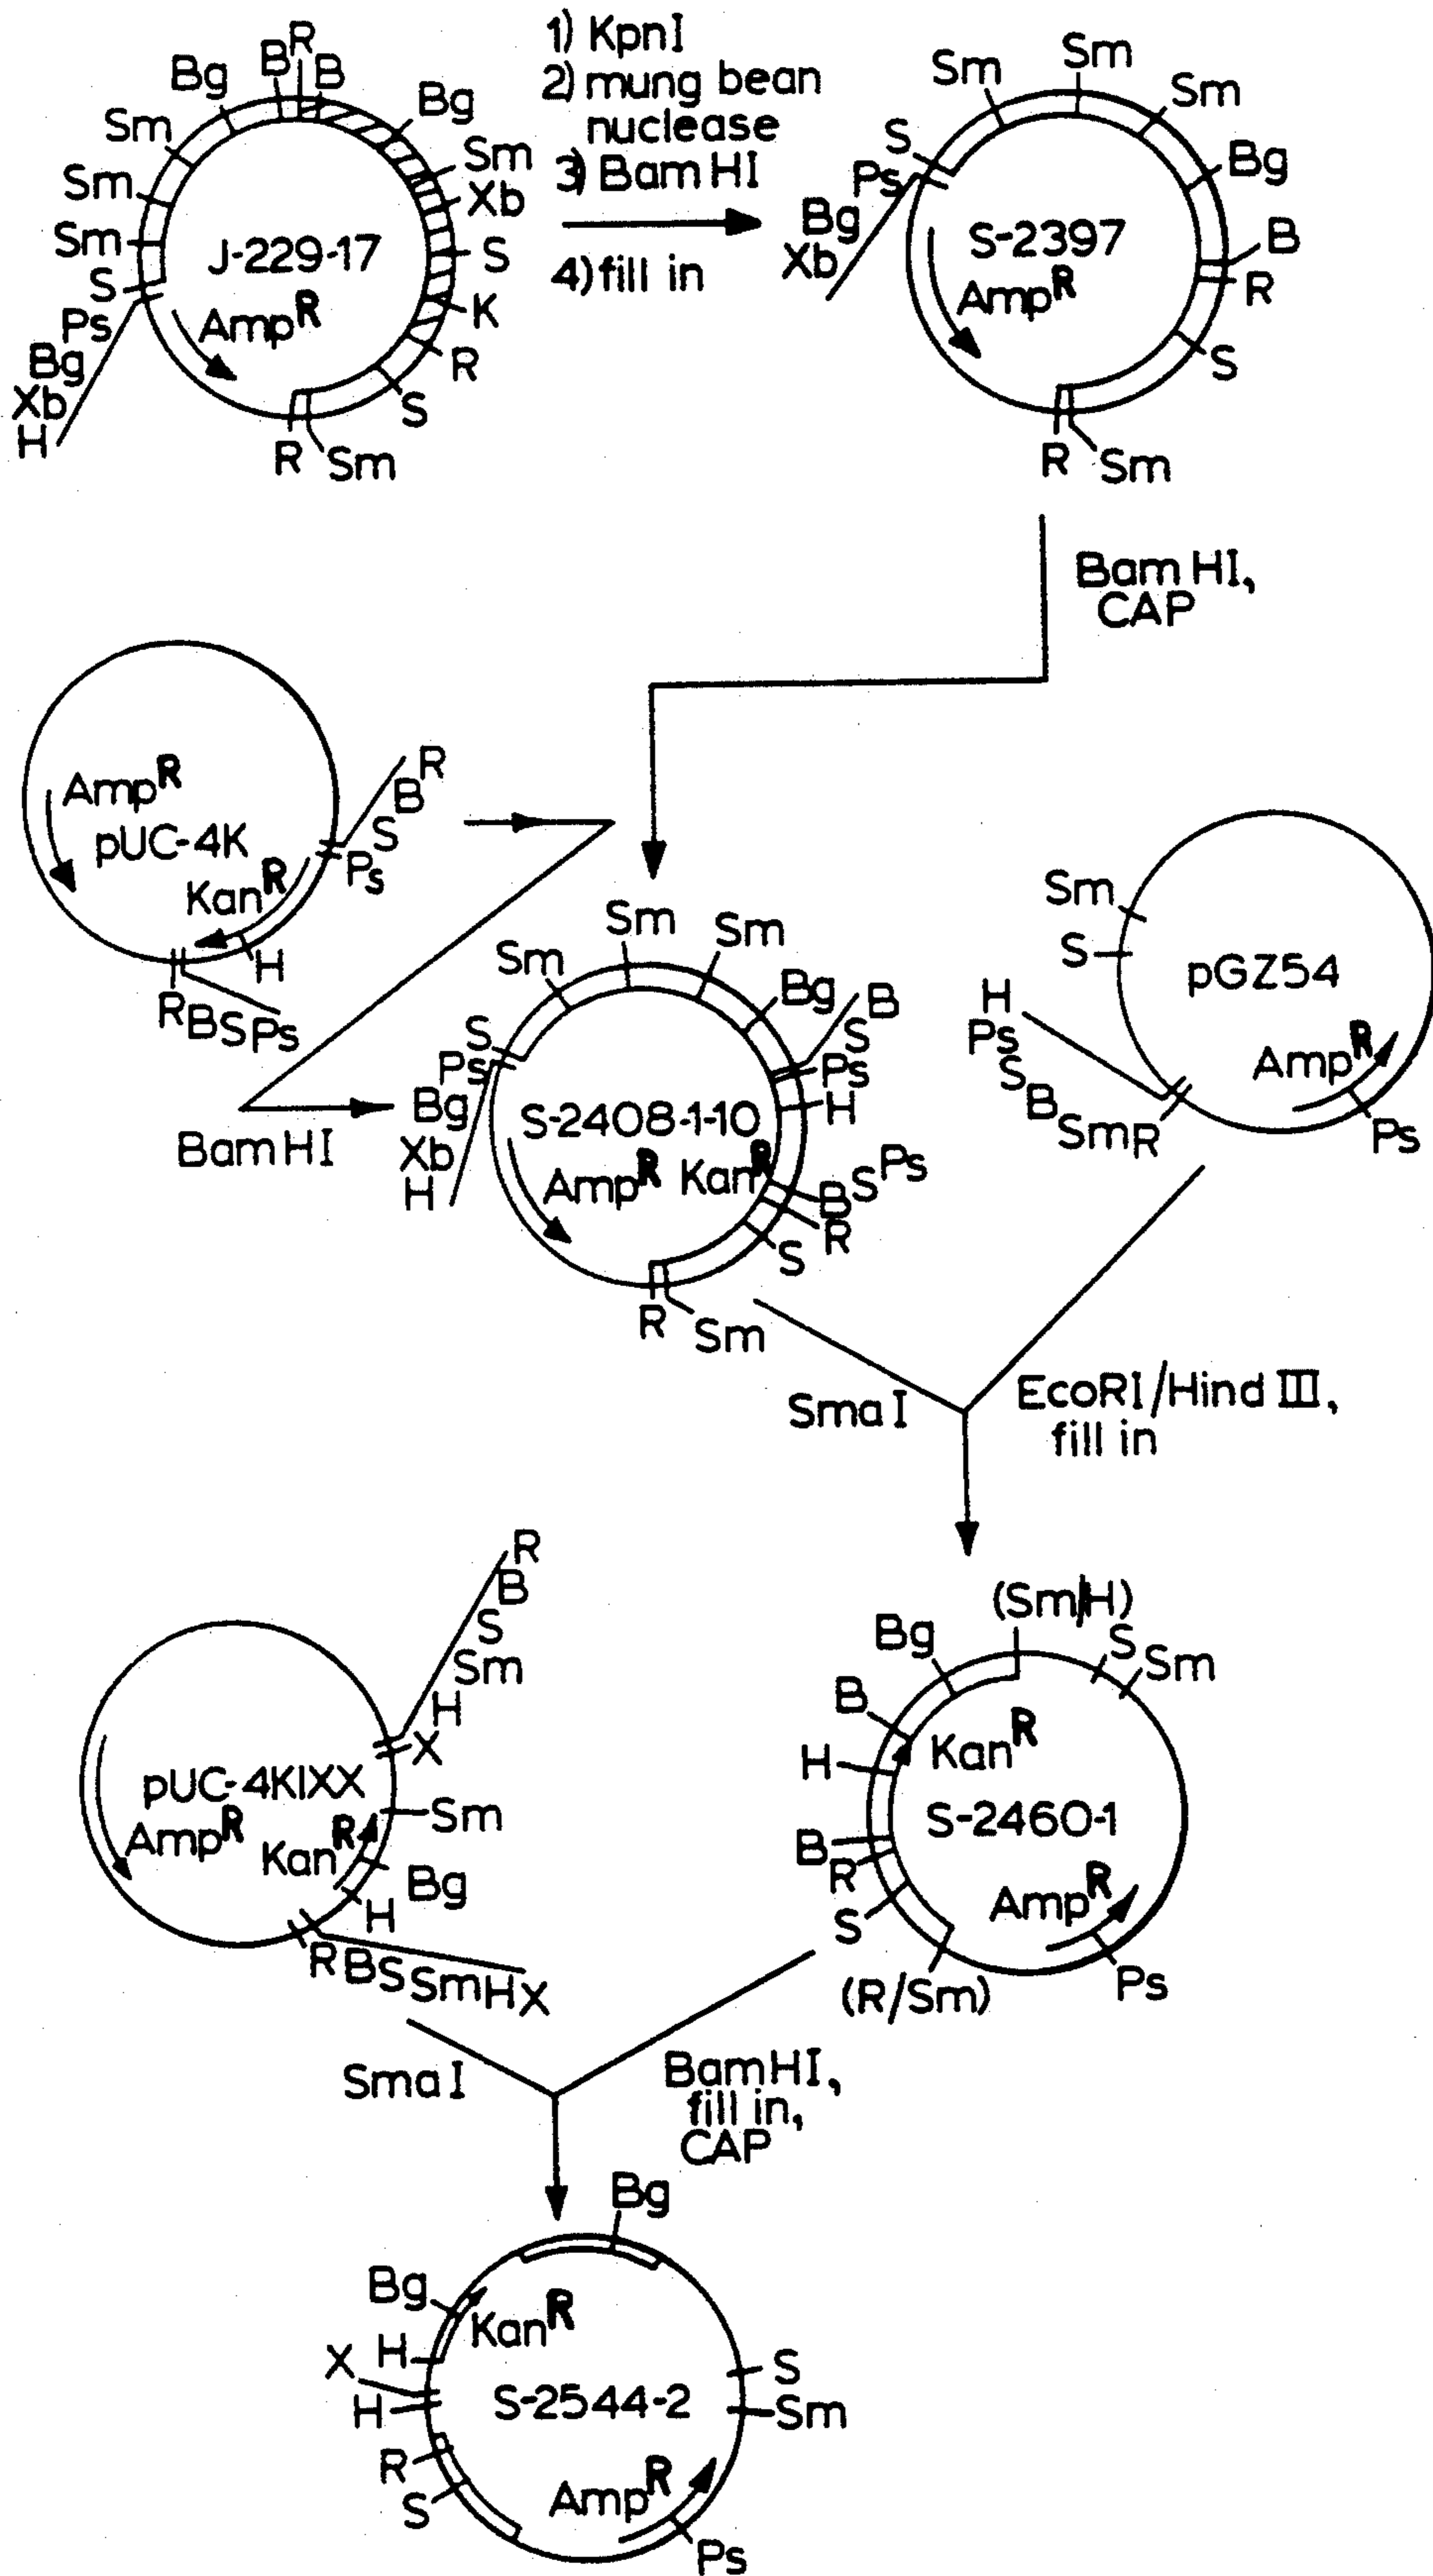 1) KpnI
2) mung bean
nuclease
3) Bam HI
4) fill in
B R B
Bg
Bg
Sm
Sm
Sm
Sm
Xb
S
K
R
S
Sm
R
S
Ps
Bg
Xb
H
J-229-17
Amp R
Sm
Sm
Sm
S
Ps
Bg
Xb
Bg
B
R
S
Sm
R
S-2397
Amp R
Bam HI,
CAP
Amp R
pUC-4K
Kan R
R
B
S
Ps
H
R B S Ps
Bam HI
Sm
Sm
Sm
Bg
B
S
Ps
H
S
Ps
Bg
Xb
H
S-2408-1-10
Amp R Kan R
B S Ps
R
S
Sm
R
Sm
S
H
Ps
S
B
Sm R
pGZ54
Amp R
Ps
Sma I
EcoRI/Hind III,
fill in
R
B
S
Sm
H
X
pUC-4KIXX
Amp R
Kan R
Sm
Bg
H
R B S Sm H X
(Sm/H)
S
Sm
Bg
B
H
B
R
S
(R/Sm)
Kan R
S-2460-1
Amp R
Ps
Sma I
Bam HI,
fill in,
CAP
Bg
Bg
H
X
H
R
S
Kan R
S-2544-2
Amp R
S
Sm
Ps